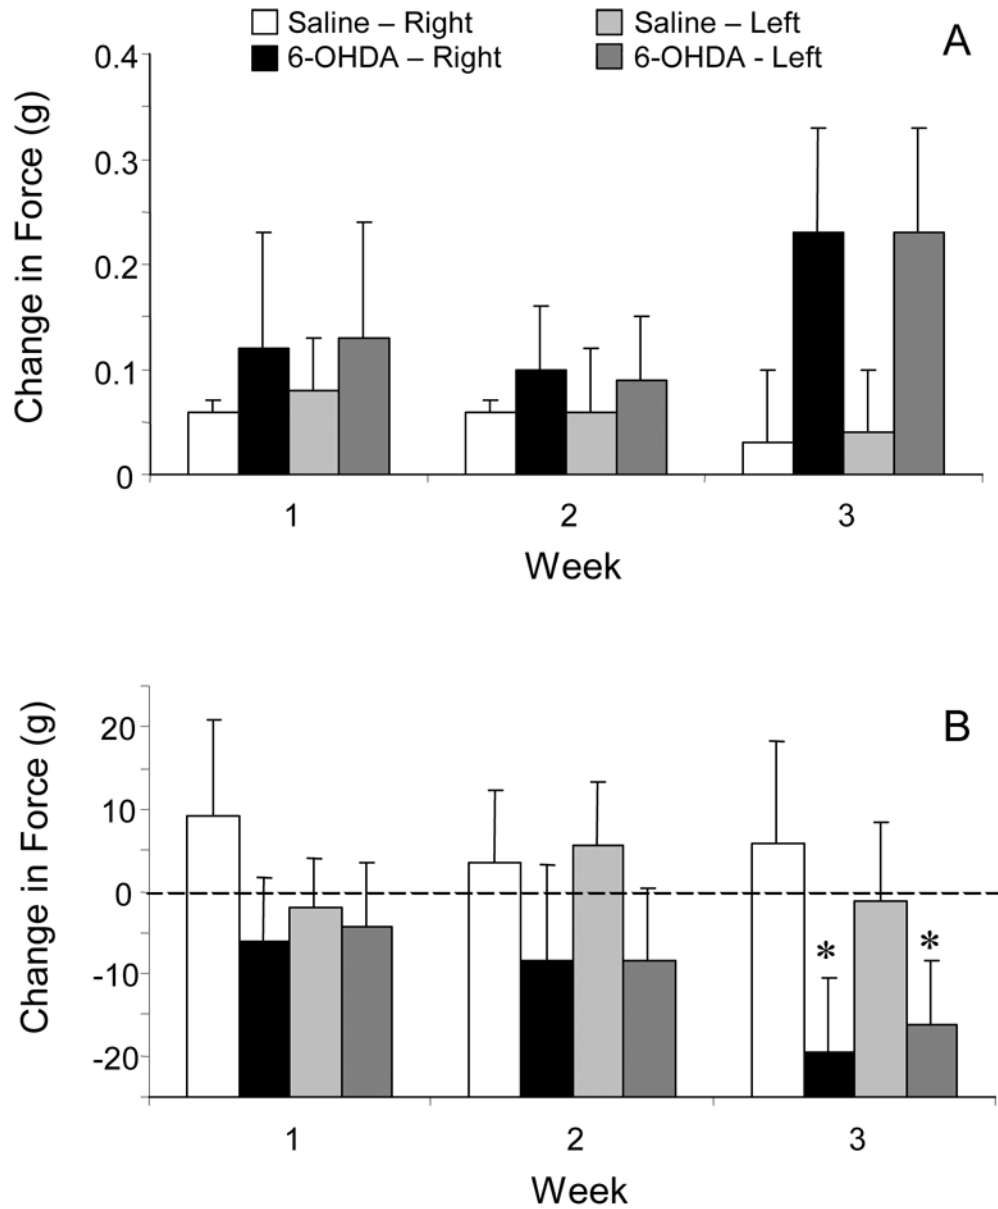 Saline – Right
Saline – Left
6-OHDA – Right
6-OHDA - Left
A
Change in Force (g)
0.4
0.3
0.2
0.1
0
1
2
3
Week
B
Change in Force (g)
20
10
0
-10
-20
*
*
1
2
3
Week